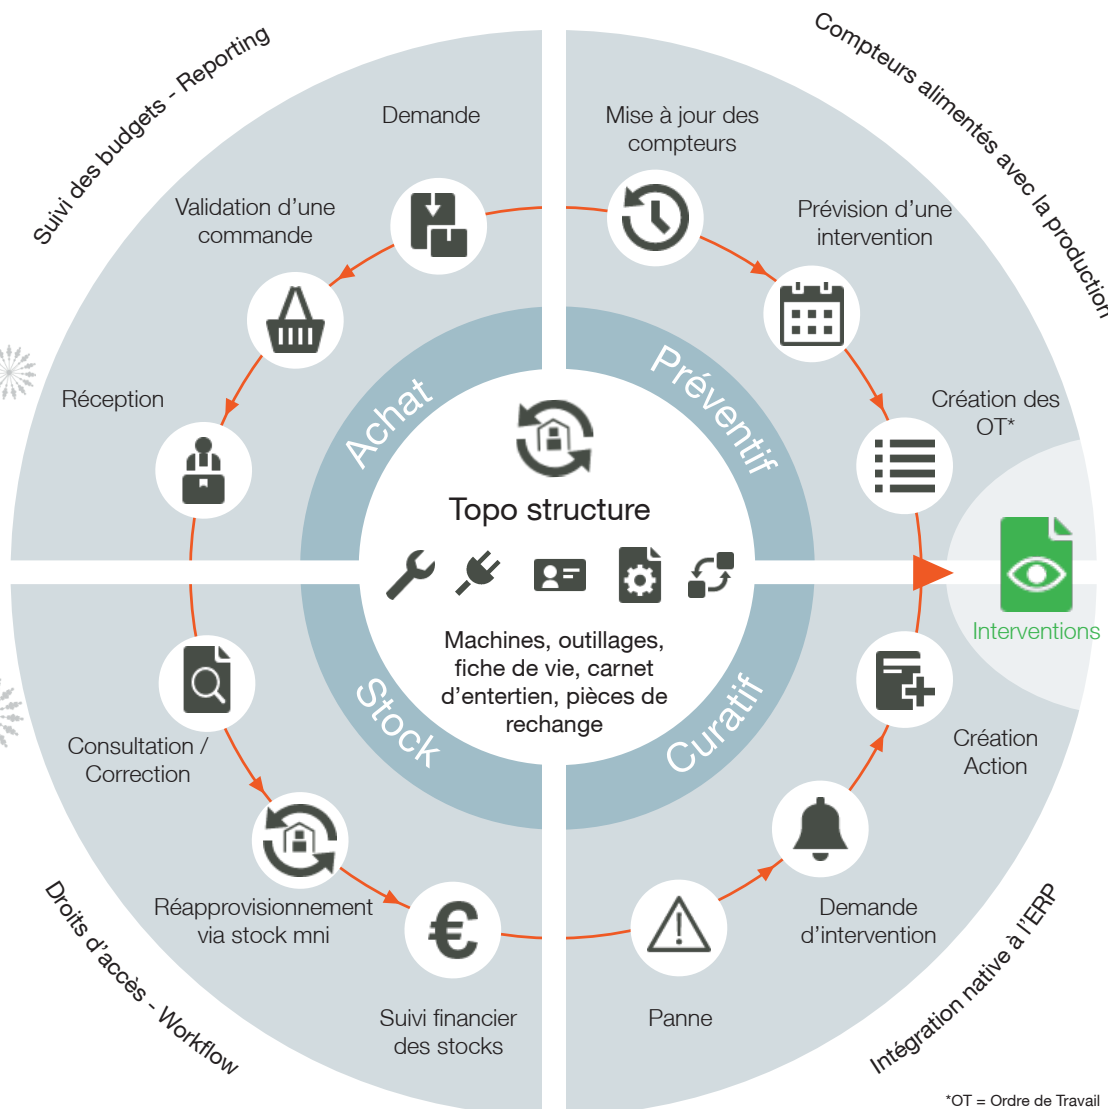 Suivi des budgets - Reporting
Compteurs alimentés avec la production
Demande
Validation d’une
commande
Réception
Achat
Mise à jour des
compteurs
Prévision d’une
intervention
Création des
OT*
Préventif
Topo structure
Machines, outillages,
fiche de vie, carnet
d’entertien, pièces de
rechange
Interventions
Stock
Consultation /
Correction
Réapprovisionnement
via stock mni
Suivi financier
des stocks
Curatif
Création
Action
Demande
d’intervention
Panne
Droits d’accès - Workflow
Intégration native à l’ERP
*OT = Ordre de Travail